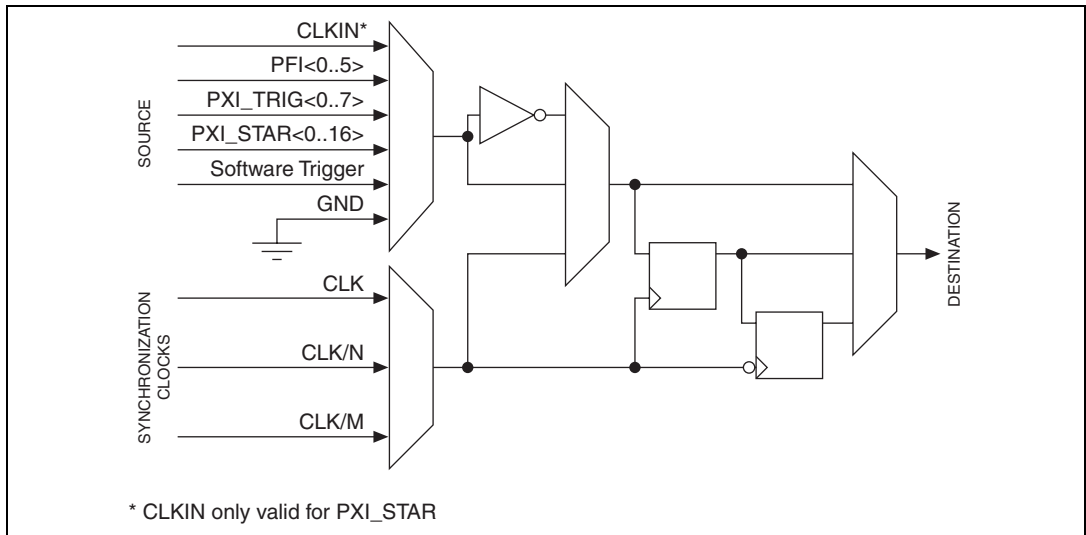 SOURCE
CLKIN*
PFI<0..5>
PXI_TRIG<0..7>
PXI_STAR<0..16>
Software Trigger
GND
SYNCHRONIZATION
CLOCKS
CLK
CLK/N
CLK/M
DESTINATION
* CLKIN only valid for PXI_STAR